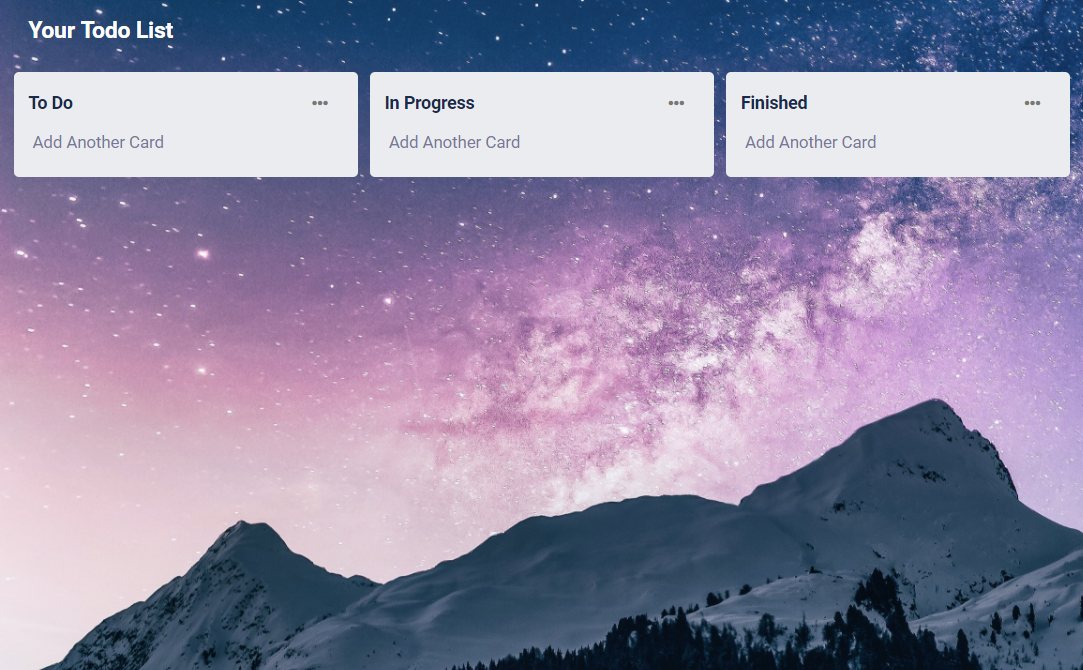 Your Todo List
To Do
In Progress
Finished
Add Another Card
Add Another Card
Add Another Card